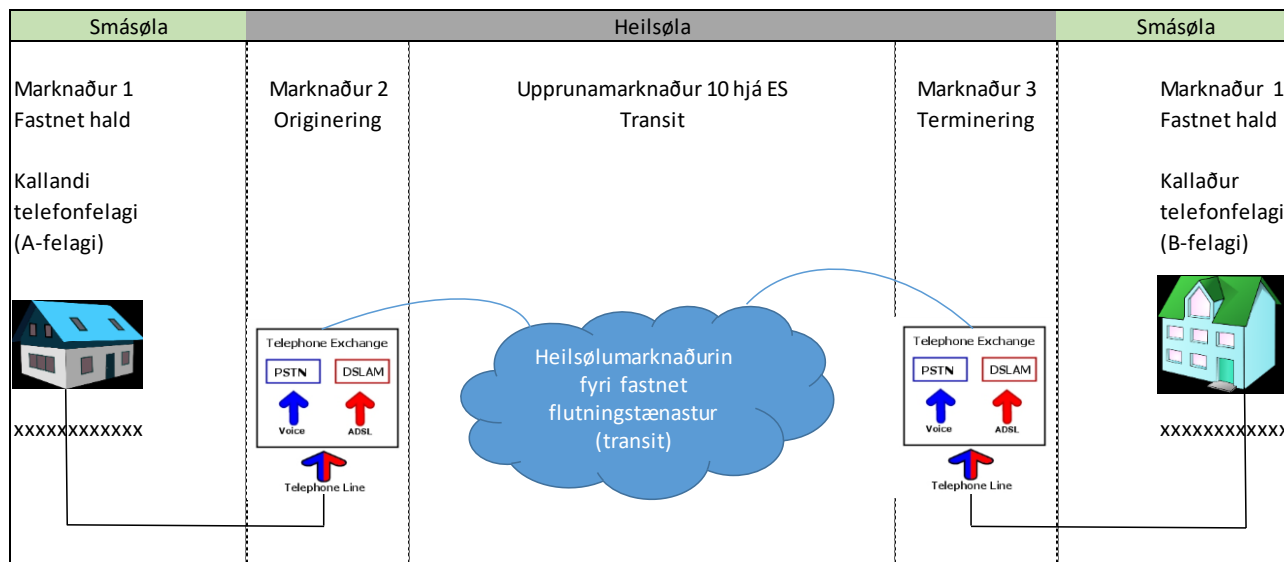 Smásøla
Heilsøla
Smásøla
Marknaður 1
Fastnet hald
Kallandi
telefonfelagi
(A-felagi)
xxxxxxxxxxxx
Marknaður 2
Originering
Telephone Exchange
PSTN
DSLAM
Voice
ADSL
Telephone Line
Upprunamarknaður 10 hjá ES
Transit
Heilsølumarknaðurin
fyri fastnet
flutningstænastur
(transit)
Marknaður 3
Terminering
Telephone Exchange
PSTN
DSLAM
Voice
ADSL
Telephone Line
Marknaður 1
Fastnet hald
Kallaður
telefonfelagi
(B-felagi)
xxxxxxxxxxxx